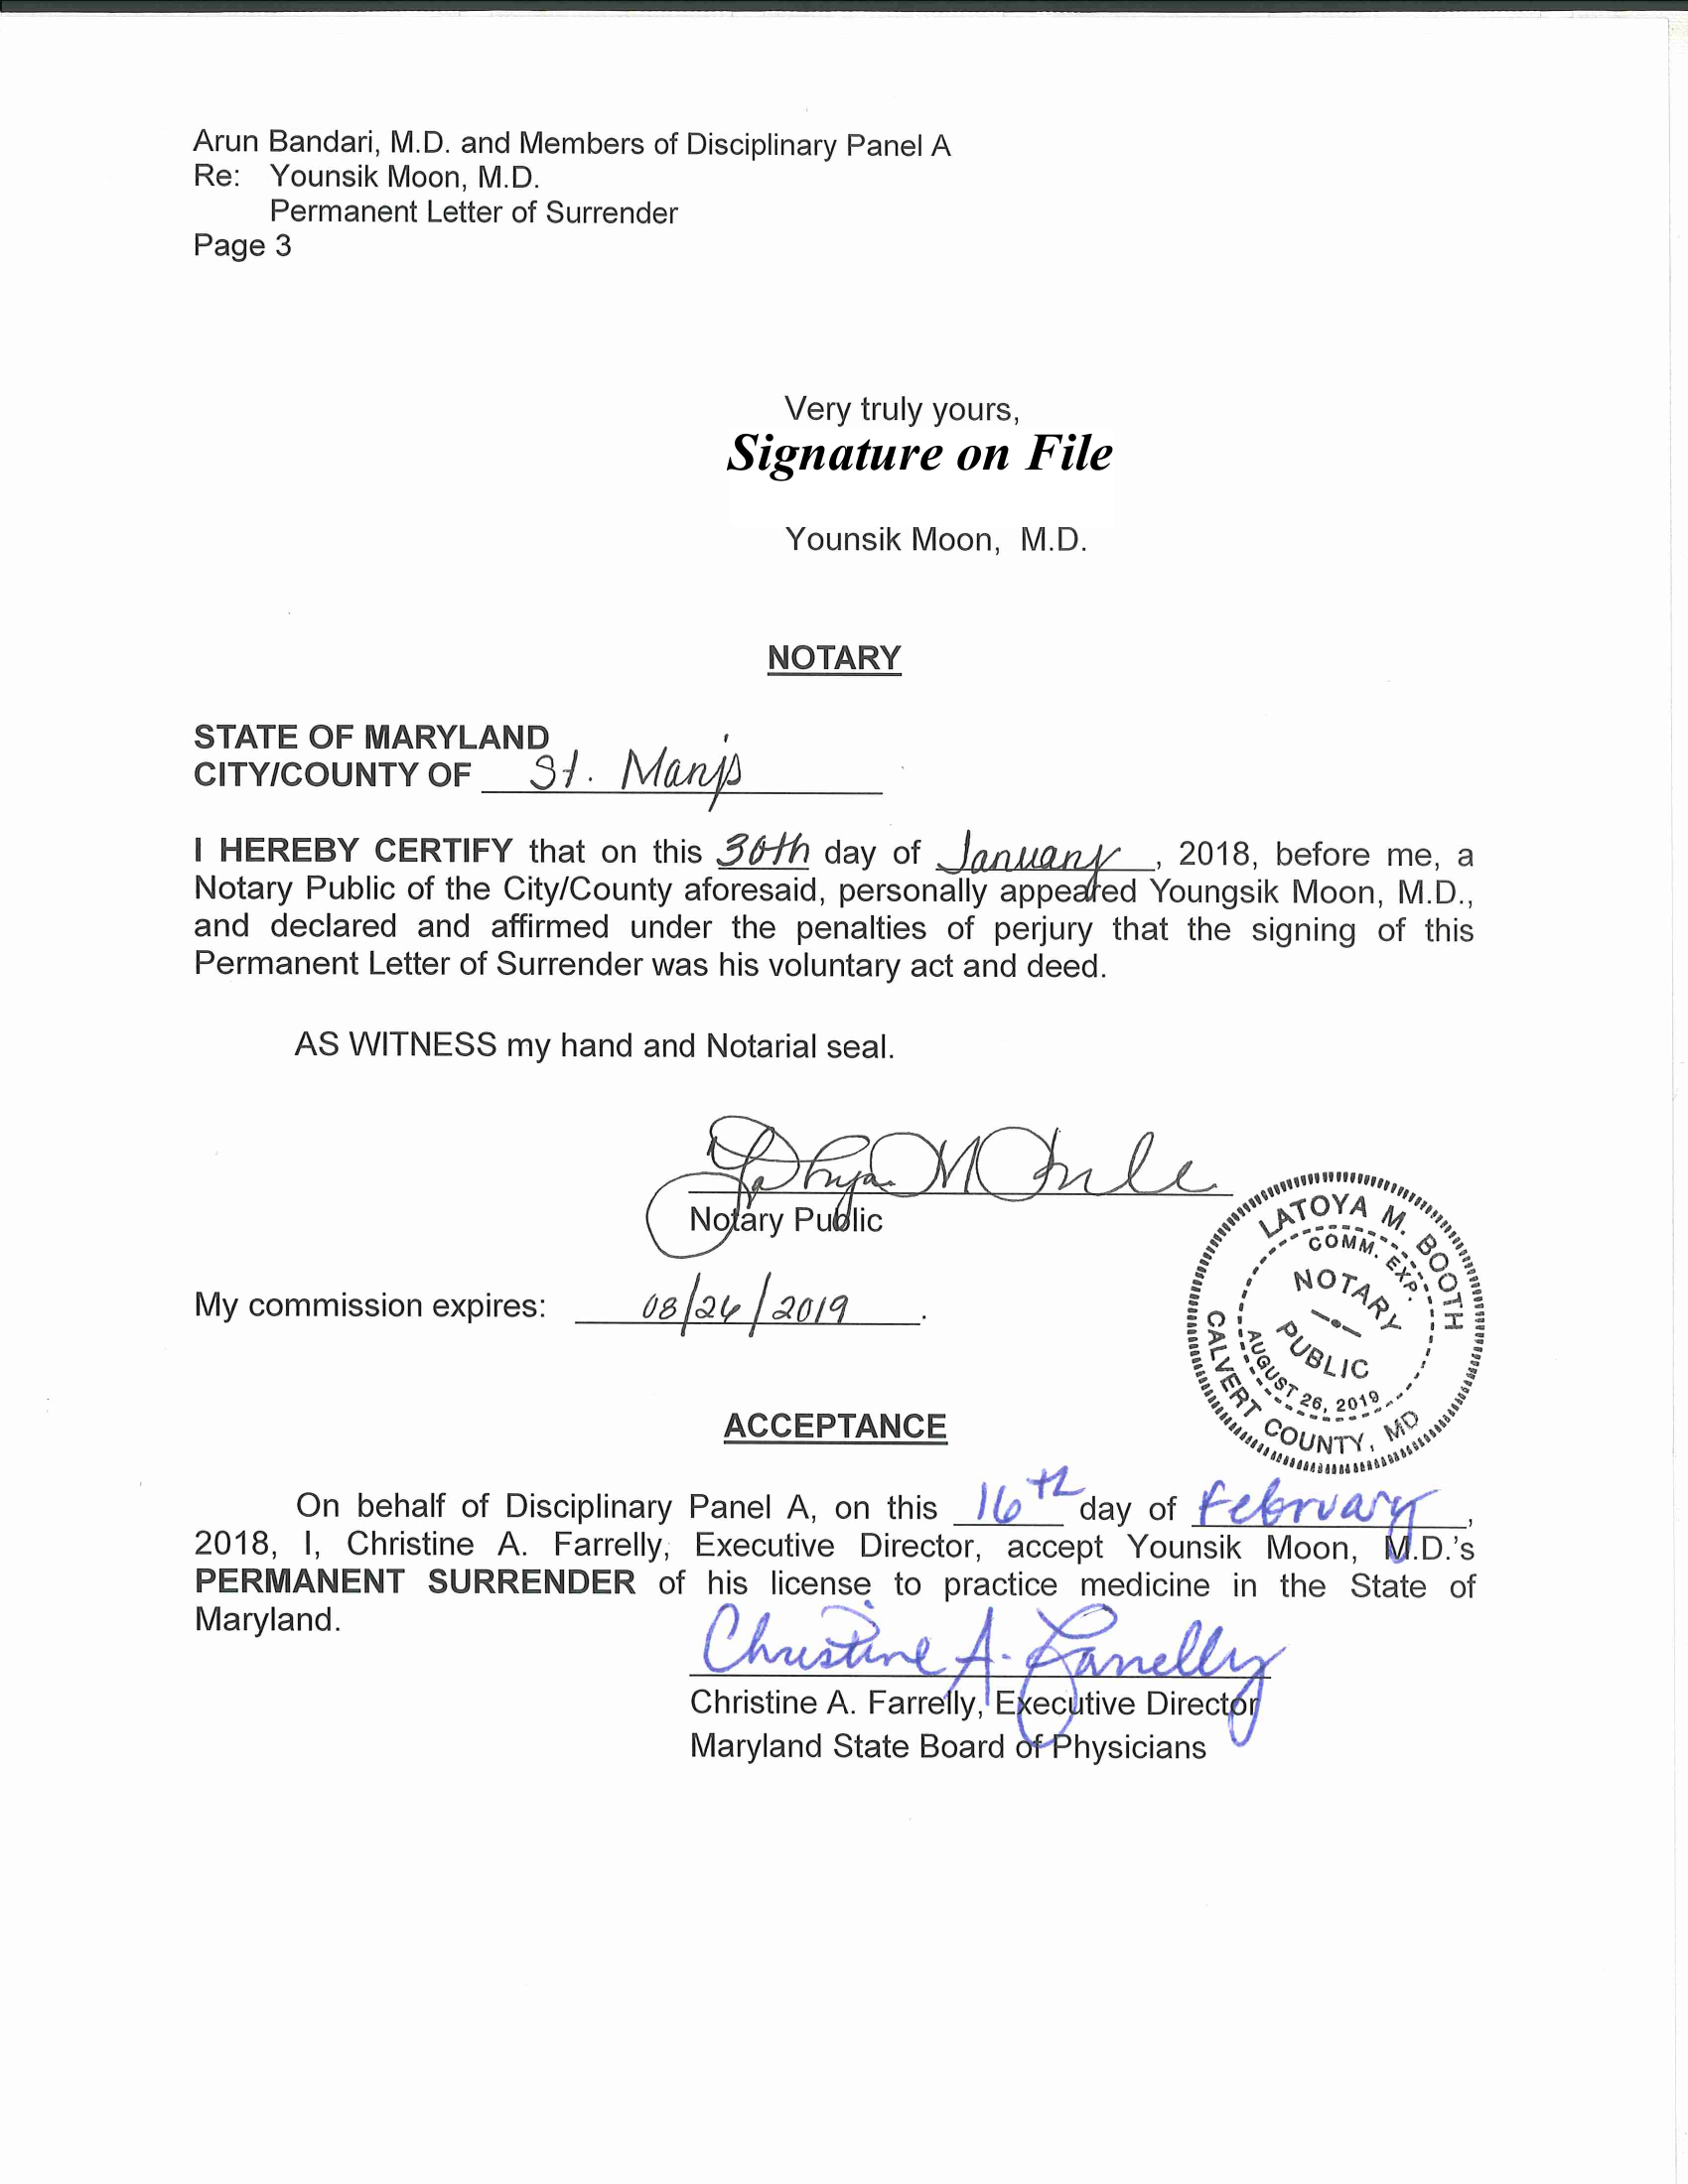 Arun Bandari, M.D. and Members of Disciplinary Panel A
Re: Younsik Moon, M.D.
Permanent Letter of Surrender
Page 3
Very truly yours,
Signature on File
Younsik Moon, M.D.
NOTARY
STATE OF MARYLAND
CITY/COUNTY OF St. Mary's
I HEREBY CERTIFY that on this 30th day of January, 2018, before me, a
Notary Public of the City/County aforesaid, personally appeared Youngsik Moon, M.D.,
and declared and affirmed under the penalties of perjury that the signing of this
Permanent Letter of Surrender was his voluntary act and deed.
AS WITNESS my hand and Notarial seal.
Notary Public
My commission expires: 08/26/2019.
LATOYA M. BOOTH
COMM. EXP.
NOTARY
PUBLIC
AUGUST 26, 2019
CALVERT COUNTY, MD
ACCEPTANCE
On behalf of Disciplinary Panel A, on this 16th day of February,
2018, I, Christine A. Farrelly, Executive Director, accept Younsik Moon, M.D.'s
PERMANENT SURRENDER of his license to practice medicine in the State of
Maryland.
Christine A. Farrelly
Christine A. Farrelly, Executive Director
Maryland State Board of Physicians